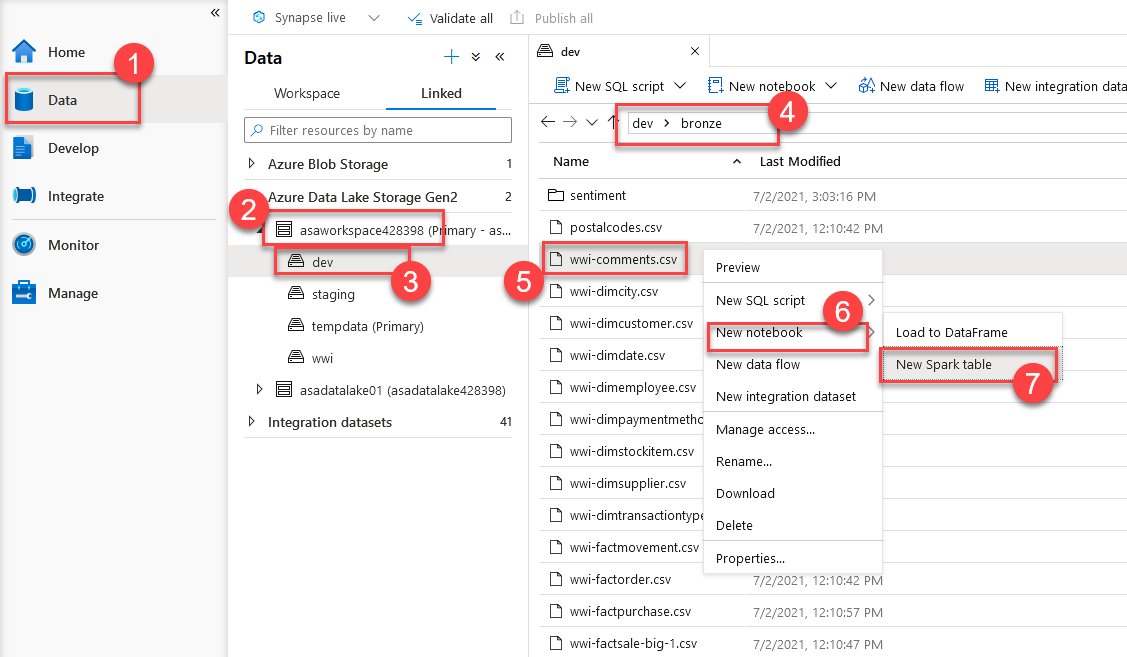 «
Synapse live
Validate all
Publish all
Home
1
Data
Develop
Integrate
Monitor
Manage
Data
Workspace
Linked
Filter resources by name
Azure Blob Storage 1
Azure Data Lake Storage Gen2 2
2
asaworkspace428398 (Primary - as...
dev
3
staging
tempdata (Primary)
wwi
asadatalake01 (asadatalake428398)
Integration datasets 41
dev
New SQL script
New notebook
New data flow
New integration data
dev > bronze
4
Name Last Modified
sentiment 7/2/2021, 3:03:16 PM
postalcodes.csv 7/2/2021, 12:10:42 PM
5
wwi-comments.csv
wwi-dimcity.csv
wwi-dimcustomer.csv
wwi-dimdate.csv
wwi-dimemployee.csv
wwi-dimpaymentmetho
wwi-dimstockitem.csv
wwi-dimsupplier.csv
wwi-dimtransactiontype
wwi-factmovement.csv
wwi-factorder.csv 7/2/2021, 12:10:42 PM
wwi-factpurchase.csv 7/2/2021, 12:10:57 PM
wwi-factsale-big-1.csv 7/2/2021, 12:10:47 PM
Preview
New SQL script
6
New notebook
New data flow
New integration dataset
Manage access...
Rename...
Download
Delete
Properties...
Load to DataFrame
New Spark table
7